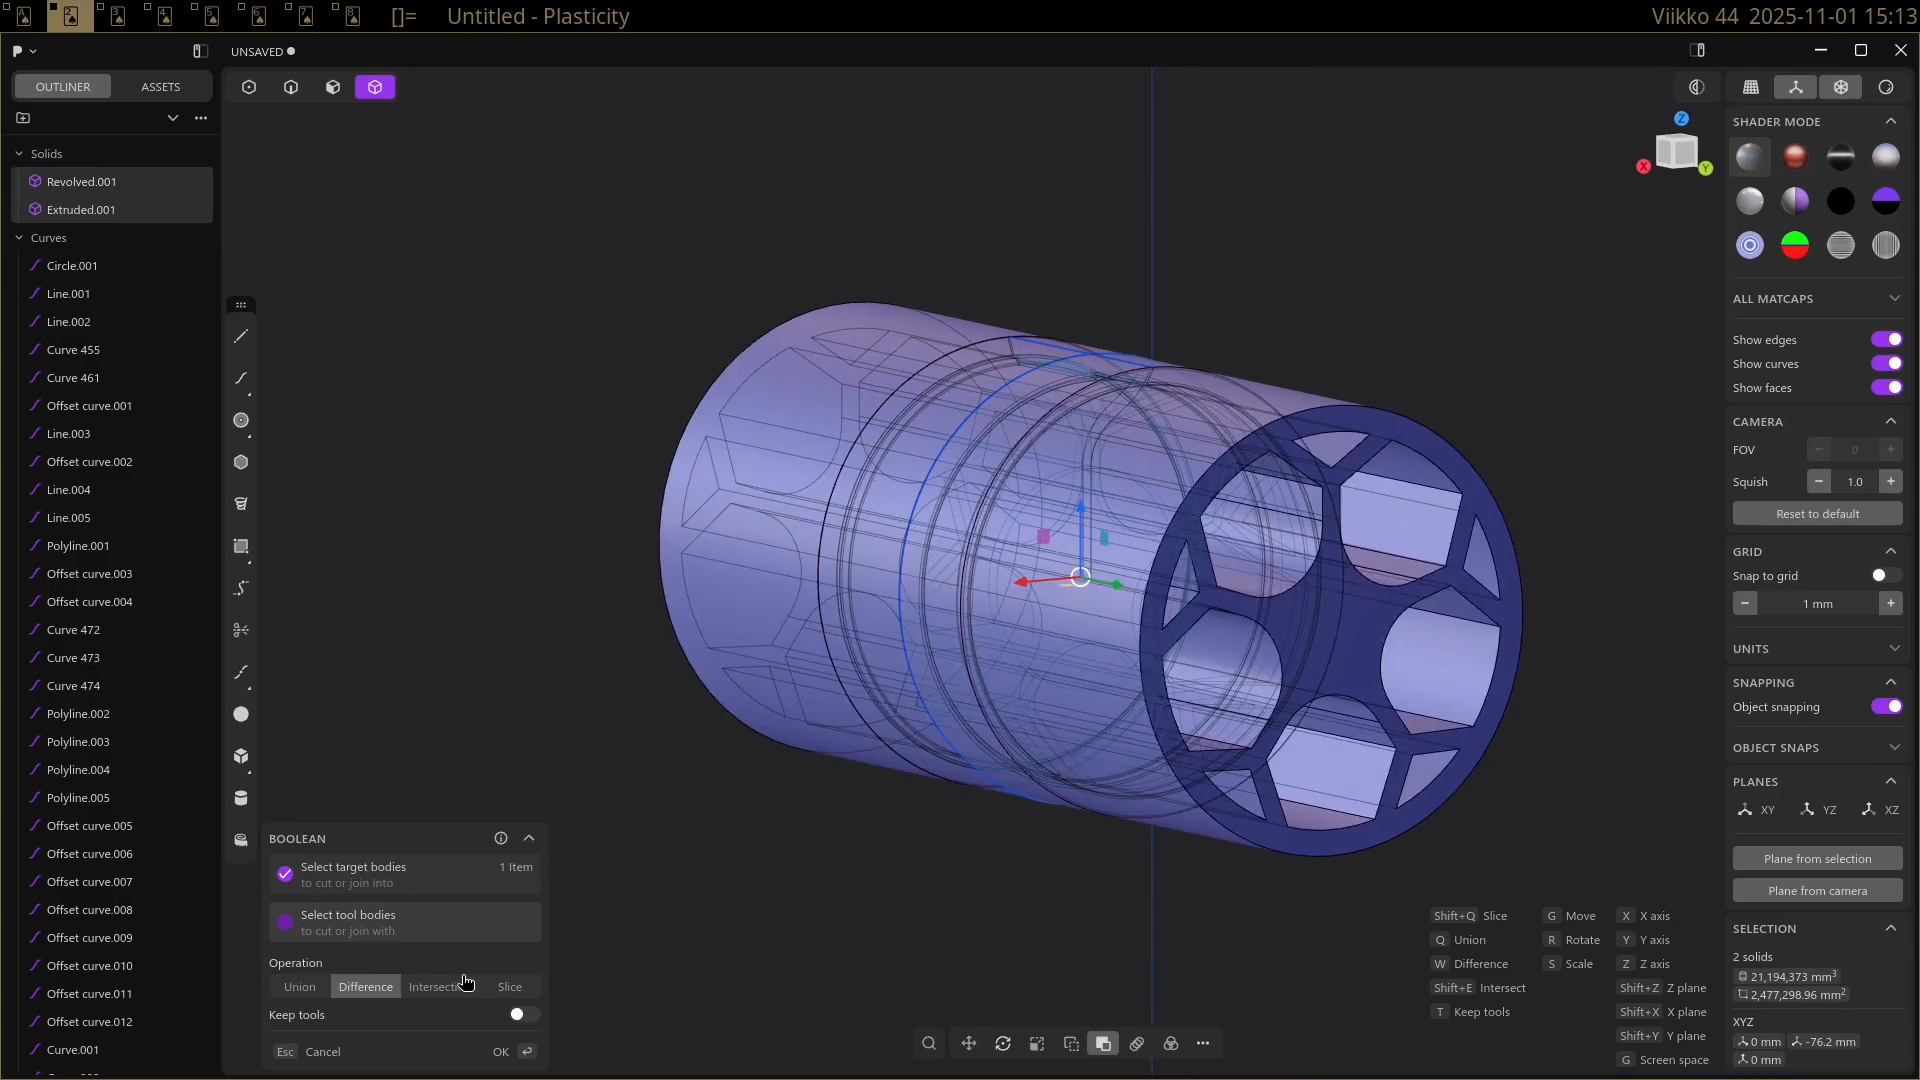 A 2 3 4 5 6 7 8 []= Untitled - Plasticity Viikko 44 2025-11-01 15:13
P UNSAVED
OUTLINER ASSETS
Solids
Revolved.001
Extruded.001
Curves
Circle.001
Line.001
Line.002
Curve 455
Curve 461
Offset curve.001
Line.003
Offset curve.002
Line.004
Line.005
Polyline.001
Offset curve.003
Offset curve.004
Curve 472
Curve 473
Curve 474
Polyline.002
Polyline.003
Polyline.004
Polyline.005
Offset curve.005
Offset curve.006
Offset curve.007
Offset curve.008
Offset curve.009
Offset curve.010
Offset curve.011
Offset curve.012
Curve.001
BOOLEAN
Select target bodies 1 Item
to cut or join into
Select tool bodies
to cut or join with
Operation
Union Difference Intersecti Slice
Keep tools
Esc Cancel OK
Z
X Y
Shift+Q Slice G Move X X axis
Q Union R Rotate Y Y axis
W Difference S Scale Z Z axis
Shift+E Intersect Shift+Z Z plane
T Keep tools Shift+X X plane
Shift+Y Y plane
G Screen space
SHADER MODE
ALL MATCAPS
Show edges
Show curves
Show faces
CAMERA
FOV − 0 +
Squish − 1.0 +
Reset to default
GRID
Snap to grid
− 1 mm +
UNITS
SNAPPING
Object snapping
OBJECT SNAPS
PLANES
XY YZ XZ
Plane from selection
Plane from camera
SELECTION
2 solids
21,194,373 mm³
2,477,298.96 mm²
XYZ
0 mm -76.2 mm
0 mm